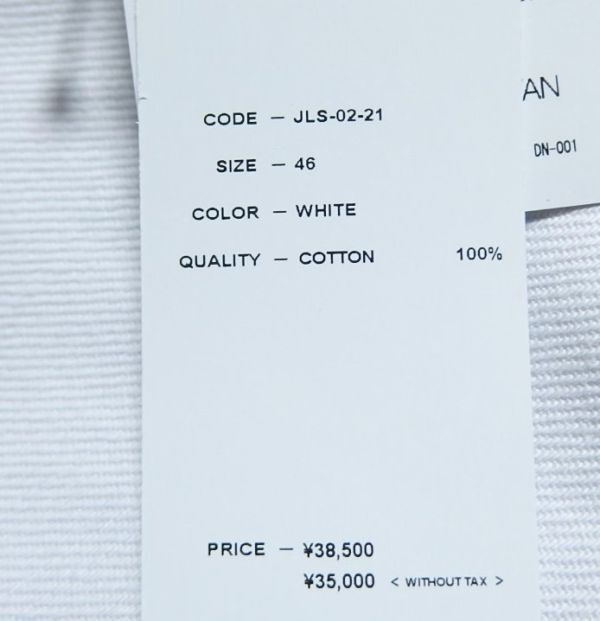 CODE — JLS-02-21
SIZE — 46
COLOR — WHITE
QUALITY — COTTON 100%
PRICE — ¥38,500
¥35,000 < WITHOUT TAX >
AN
DN-001